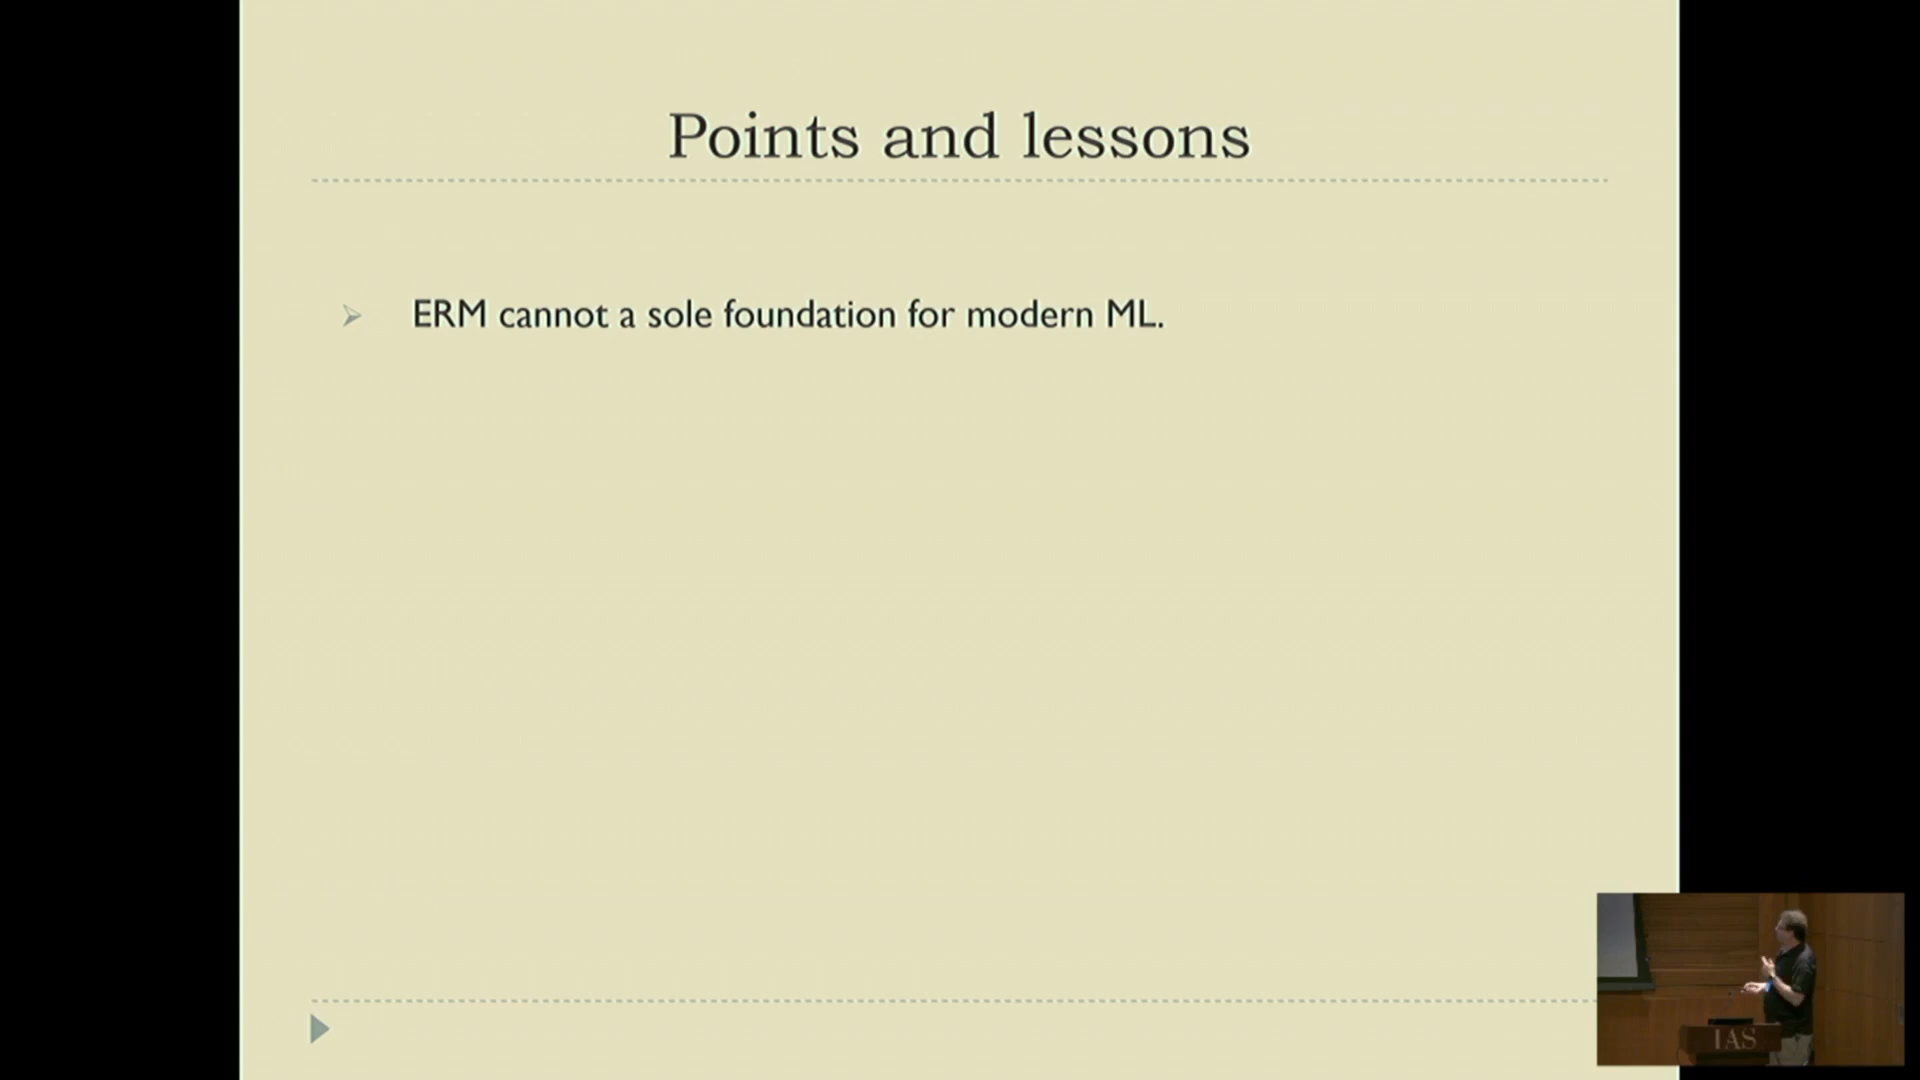 Points and lessons
ERM cannot a sole foundation for modern ML.
IAS